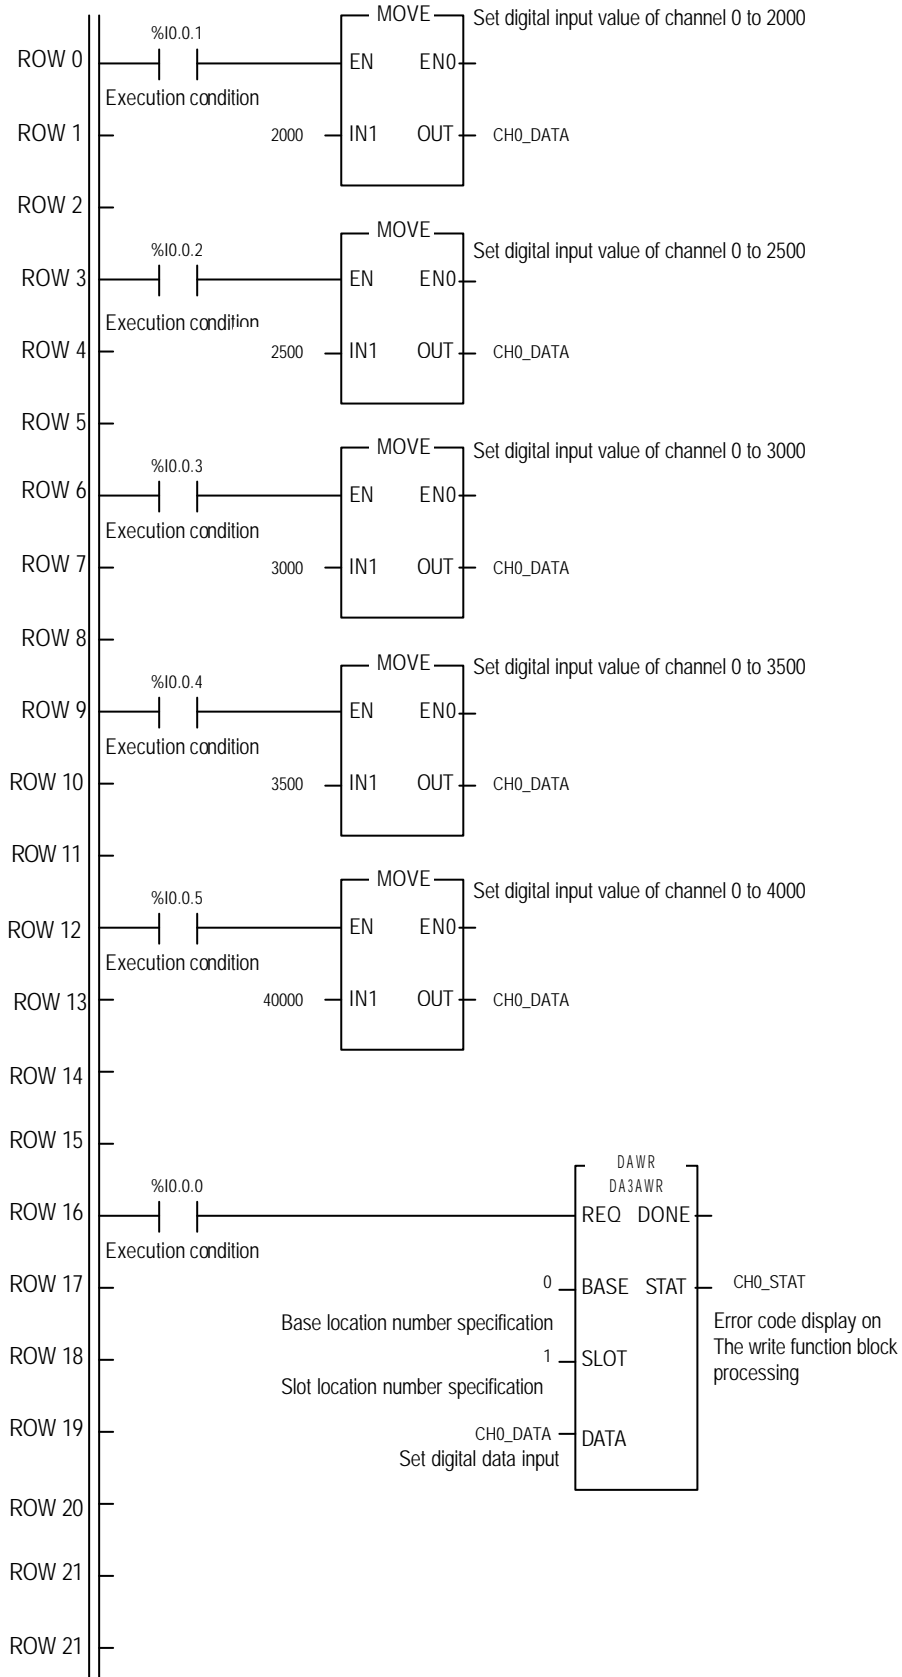 MOVE
Set digital input value of channel 0 to 2000
%I0.0.1
ROW 0
EN EN0
Execution condition
ROW 1
2000 IN1 OUT CH0_DATA
ROW 2
MOVE
Set digital input value of channel 0 to 2500
%I0.0.2
ROW 3
EN EN0
Execution condition
ROW 4
2500 IN1 OUT CH0_DATA
ROW 5
MOVE
Set digital input value of channel 0 to 3000
%I0.0.3
ROW 6
EN EN0
Execution condition
ROW 7
3000 IN1 OUT CH0_DATA
ROW 8
MOVE
Set digital input value of channel 0 to 3500
%I0.0.4
ROW 9
EN EN0
Execution condition
ROW 10
3500 IN1 OUT CH0_DATA
ROW 11
MOVE
Set digital input value of channel 0 to 4000
%I0.0.5
ROW 12
EN EN0
Execution condition
ROW 13
40000 IN1 OUT CH0_DATA
ROW 14
ROW 15
DAWR
DA3AWR
%I0.0.0
ROW 16
REQ DONE
Execution condition
ROW 17
0 BASE STAT CH0_STAT
Base location number specification
Error code display on
The write function block
processing
ROW 18
1 SLOT
Slot location number specification
ROW 19
CH0_DATA DATA
Set digital data input
ROW 20
ROW 21
ROW 21